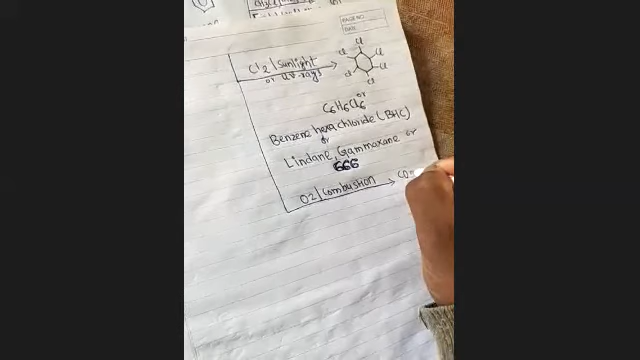 PAGE NO.
DATE
Cl2 | Sunlight
or UV-rays
Cl
Cl
Cl
Cl
Cl
Cl
or
C6H6Cl6
Benzene hexachloride (BHC)
or
Lindane, Gammaxane or
666
O2 | Combustion
CO